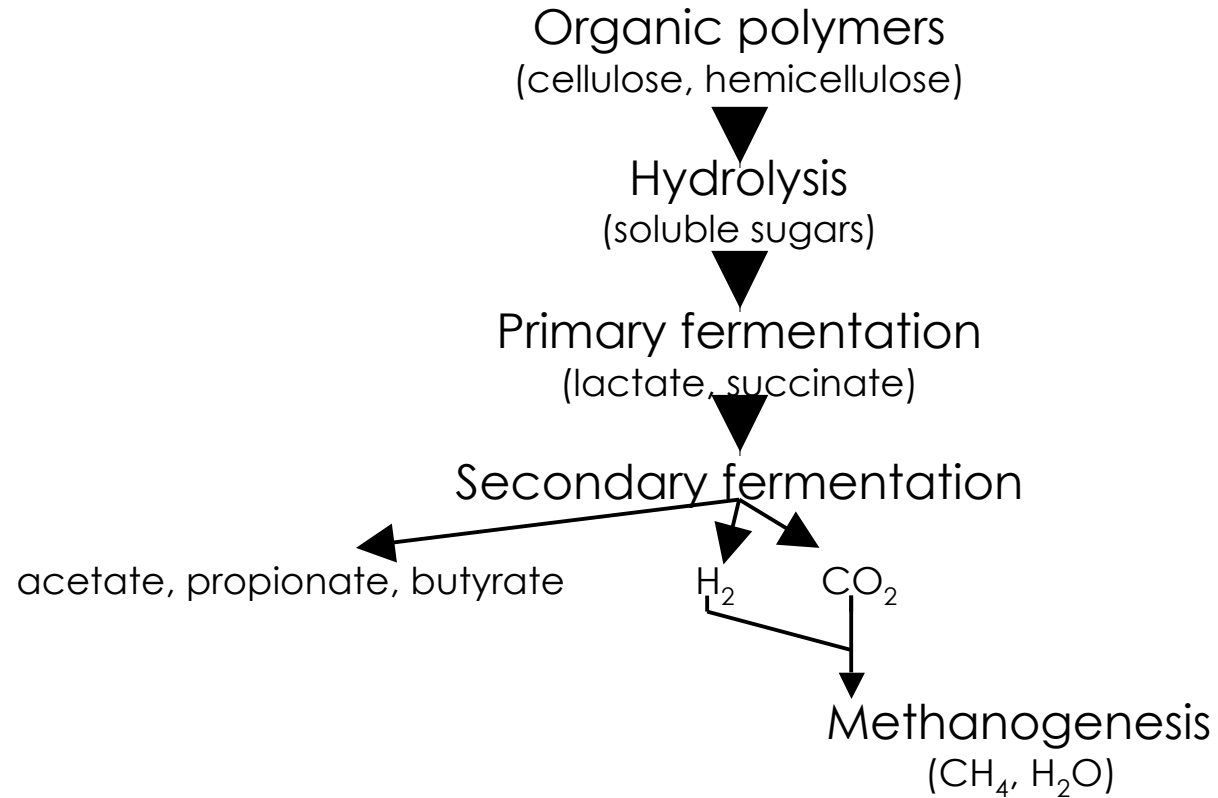 Organic polymers
(cellulose, hemicellulose)
Hydrolysis
(soluble sugars)
Primary fermentation
(lactate, succinate)
Secondary fermentation
acetate, propionate, butyrate
H₂
CO₂
Methanogenesis
(CH₄, H₂O)